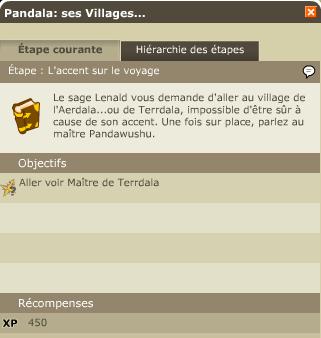 Pandala: ses Villages...
Étape courante
Hiérarchie des étapes
Étape : L'accent sur le voyage
Le sage Lenald vous demande d'aller au village de
l'Aerdala...ou de Terrdala, impossible d'être sûr à
cause de son accent. Une fois sur place, parlez au
maître Pandawushu.
Objectifs
Aller voir Maître de Terrdala
Récompenses
XP 450